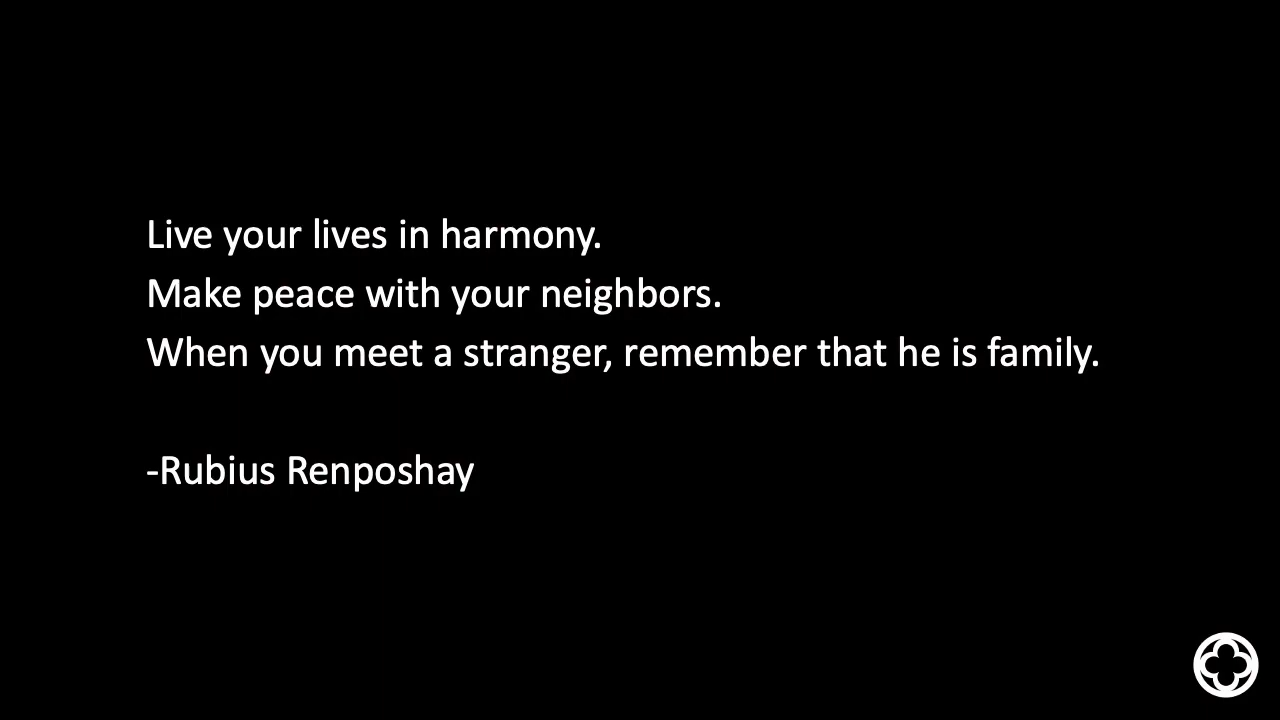 Live your lives in harmony.
Make peace with your neighbors.
When you meet a stranger, remember that he is family.
-Rubius Renposhay